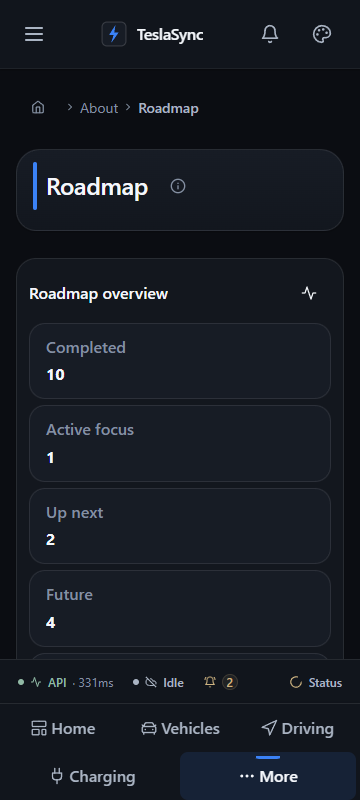 TeslaSync
About Roadmap
Roadmap
Roadmap overview
Completed
10
Active focus
1
Up next
2
Future
4
API · 331ms Idle 2 Status
Home Vehicles Driving
Charging ··· More